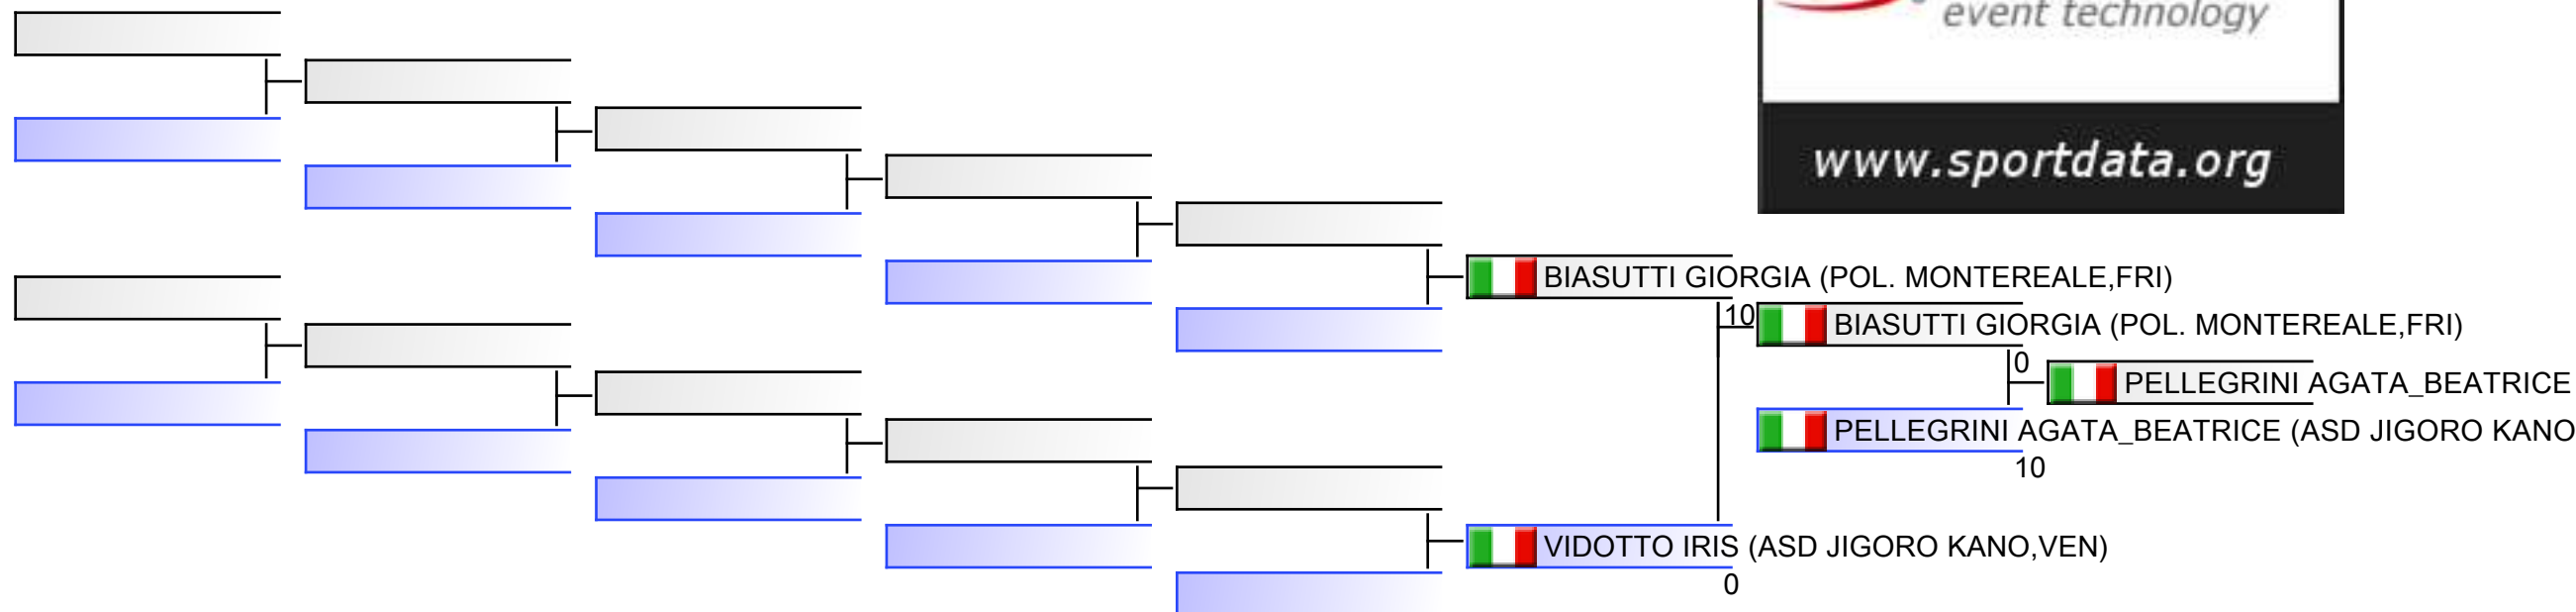 event technology
www.sportdata.org
BIASUTTI GIORGIA (POL. MONTEREALE,FRI)
10
BIASUTTI GIORGIA (POL. MONTEREALE,FRI)
0
PELLEGRINI AGATA_BEATRICE
PELLEGRINI AGATA_BEATRICE (ASD JIGORO KANO
10
VIDOTTO IRIS (ASD JIGORO KANO,VEN)
0